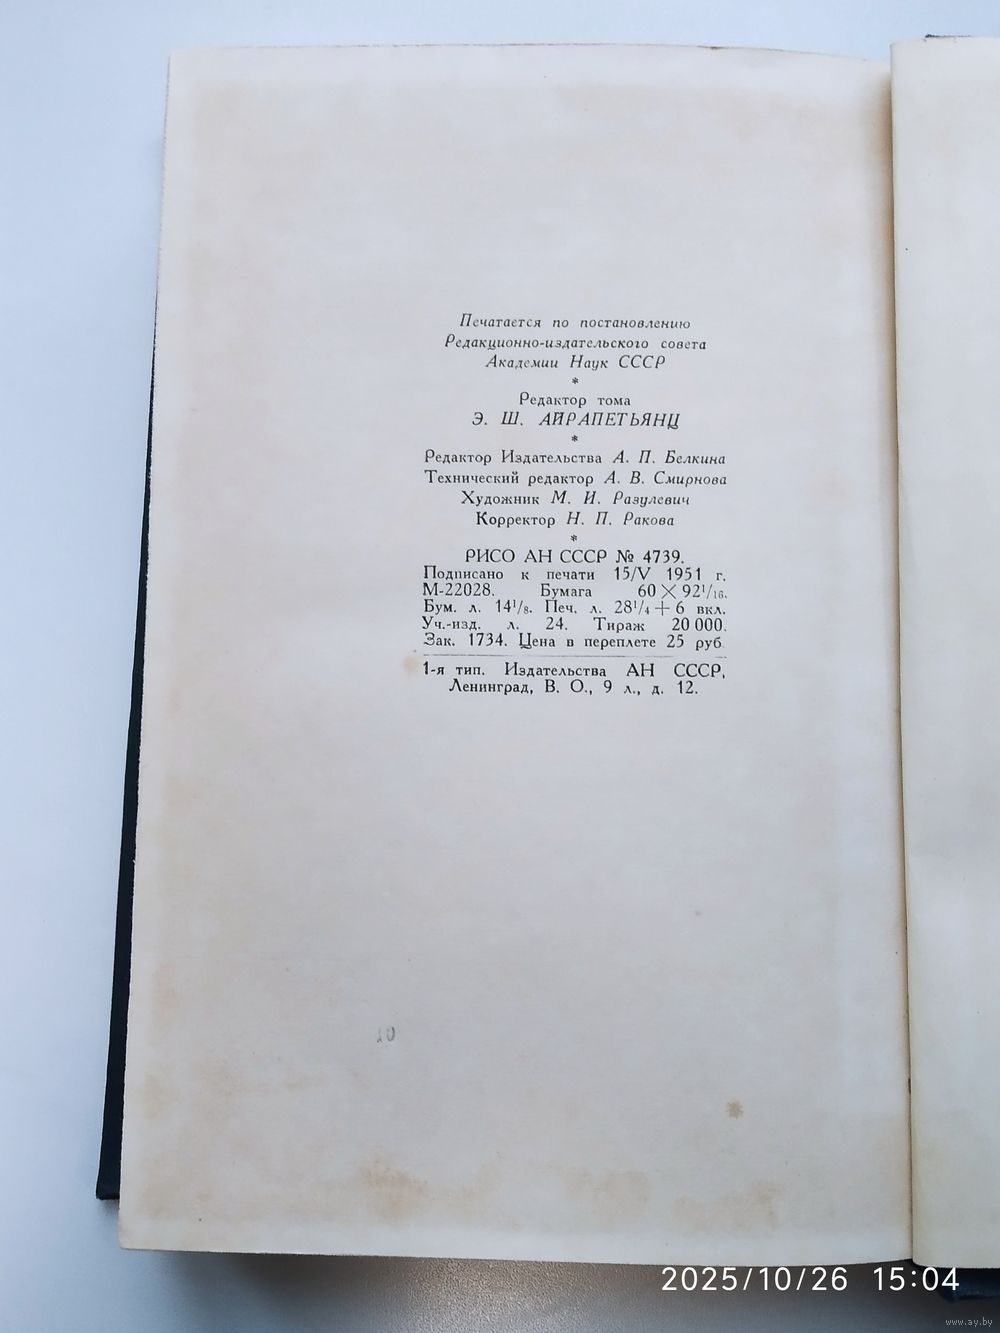 Печатается по постановлению
Редакционно-издательского совета
Академии Наук СССР
*
Редактор тома
Э. Ш. АЙРАПЕТЬЯНЦ
*
Редактор Издательства А. П. Белкина
Технический редактор А. В. Смирнова
Художник М. И. Разулевич
Корректор Н. П. Ракова
*
РИСО АН СССР № 4739.
Подписано к печати 15/V 1951 г.
М-22028. Бумага 60 × 92¹/₁₆.
Бум. л. 14¹/₈. Печ. л. 28¹/₄ + 6 вкл.
Уч.-изд. л. 24. Тираж 20 000.
Зак. 1734. Цена в переплете 25 руб
1-я тип. Издательства АН СССР,
Ленинград, В. О., 9 л., д. 12.
2025/10/26 15:04
www.ay.by